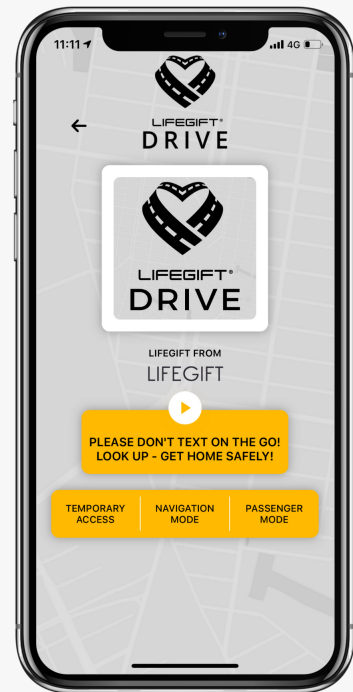 11:11
4G
LIFEGIFT®
DRIVE
LIFEGIFT®
DRIVE
LIFEGIFT FROM
LIFEGIFT
PLEASE DON'T TEXT ON THE GO!
LOOK UP - GET HOME SAFELY!
TEMPORARY ACCESS
NAVIGATION MODE
PASSENGER MODE